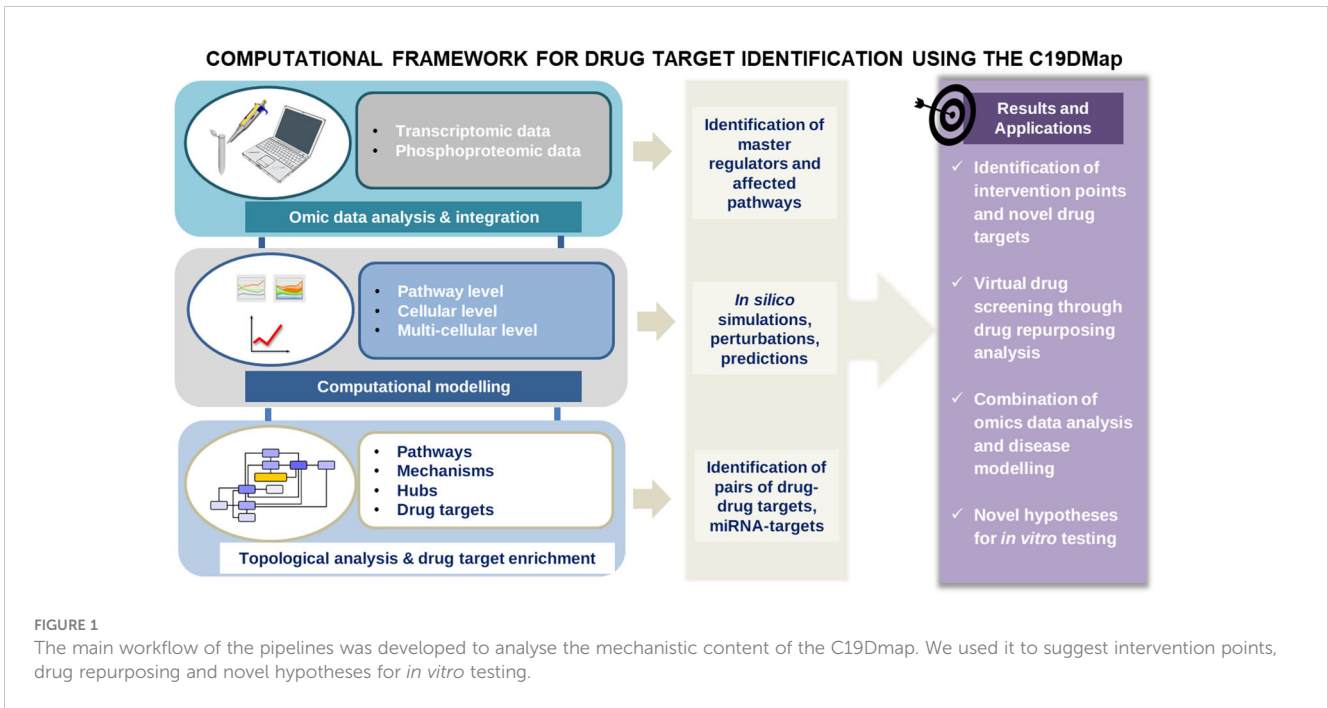 COMPUTATIONAL FRAMEWORK FOR DRUG TARGET IDENTIFICATION USING THE C19DMap
• Transcriptomic data
• Phosphoproteomic data
Omic data analysis & integration
• Pathway level
• Cellular level
• Multi-cellular level
Computational modelling
• Pathways
• Mechanisms
• Hubs
• Drug targets
Topological analysis & drug target enrichment
Identification of
master
regulators and
affected
pathways
In silico
simulations,
perturbations,
predictions
Identification of
pairs of drug-
drug targets,
miRNA-targets
Results and
Applications
✓ Identification of
intervention points
and novel drug
targets
✓ Virtual drug
screening through
drug repurposing
analysis
✓ Combination of
omics data analysis
and disease
modelling
✓ Novel hypotheses
for in vitro testing
FIGURE 1
The main workflow of the pipelines was developed to analyse the mechanistic content of the C19Dmap. We used it to suggest intervention points,
drug repurposing and novel hypotheses for in vitro testing.